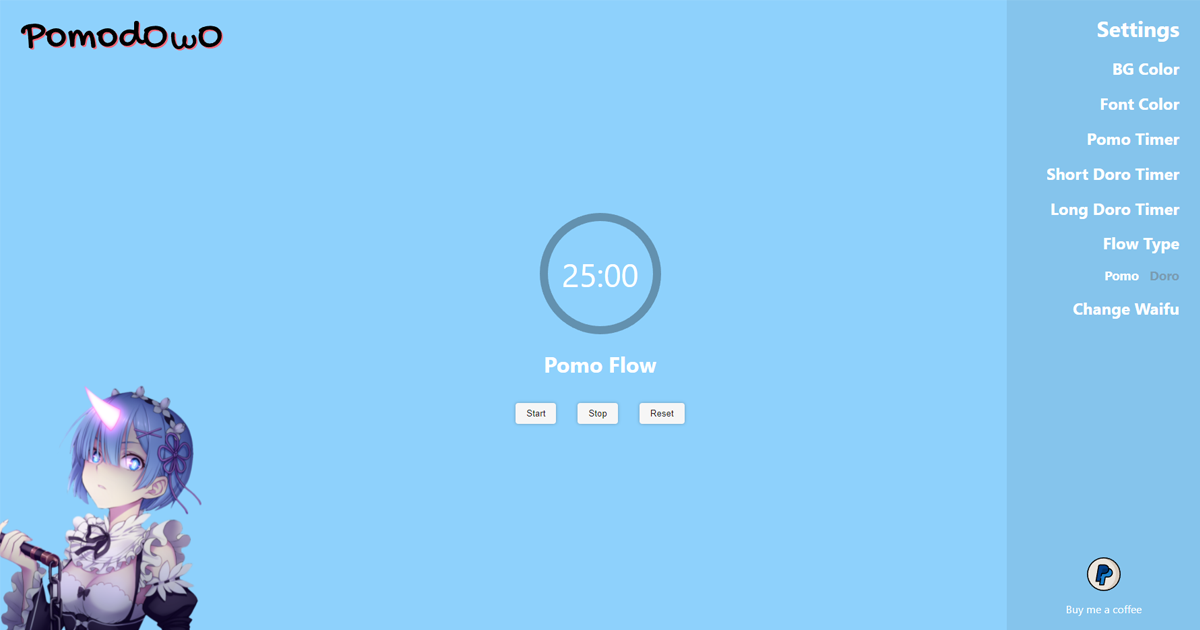 PomodOwO
Settings
BG Color
Font Color
Pomo Timer
Short Doro Timer
Long Doro Timer
Flow Type
Pomo Doro
Change Waifu
25:00
Pomo Flow
Start Stop Reset
Buy me a coffee